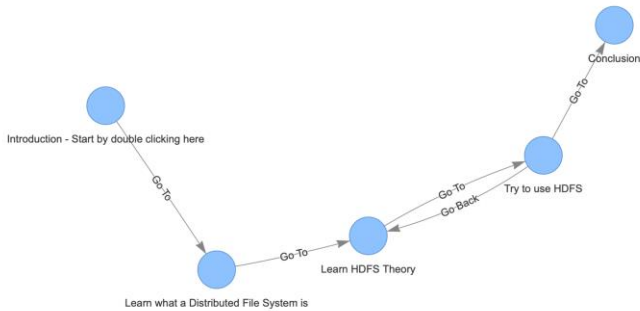 Conclusion
Go To
Introduction - Start by double clicking here
Go To
Try to use HDFS
Go To
Go Back
Go To
Learn HDFS Theory
Learn what a Distributed File System is